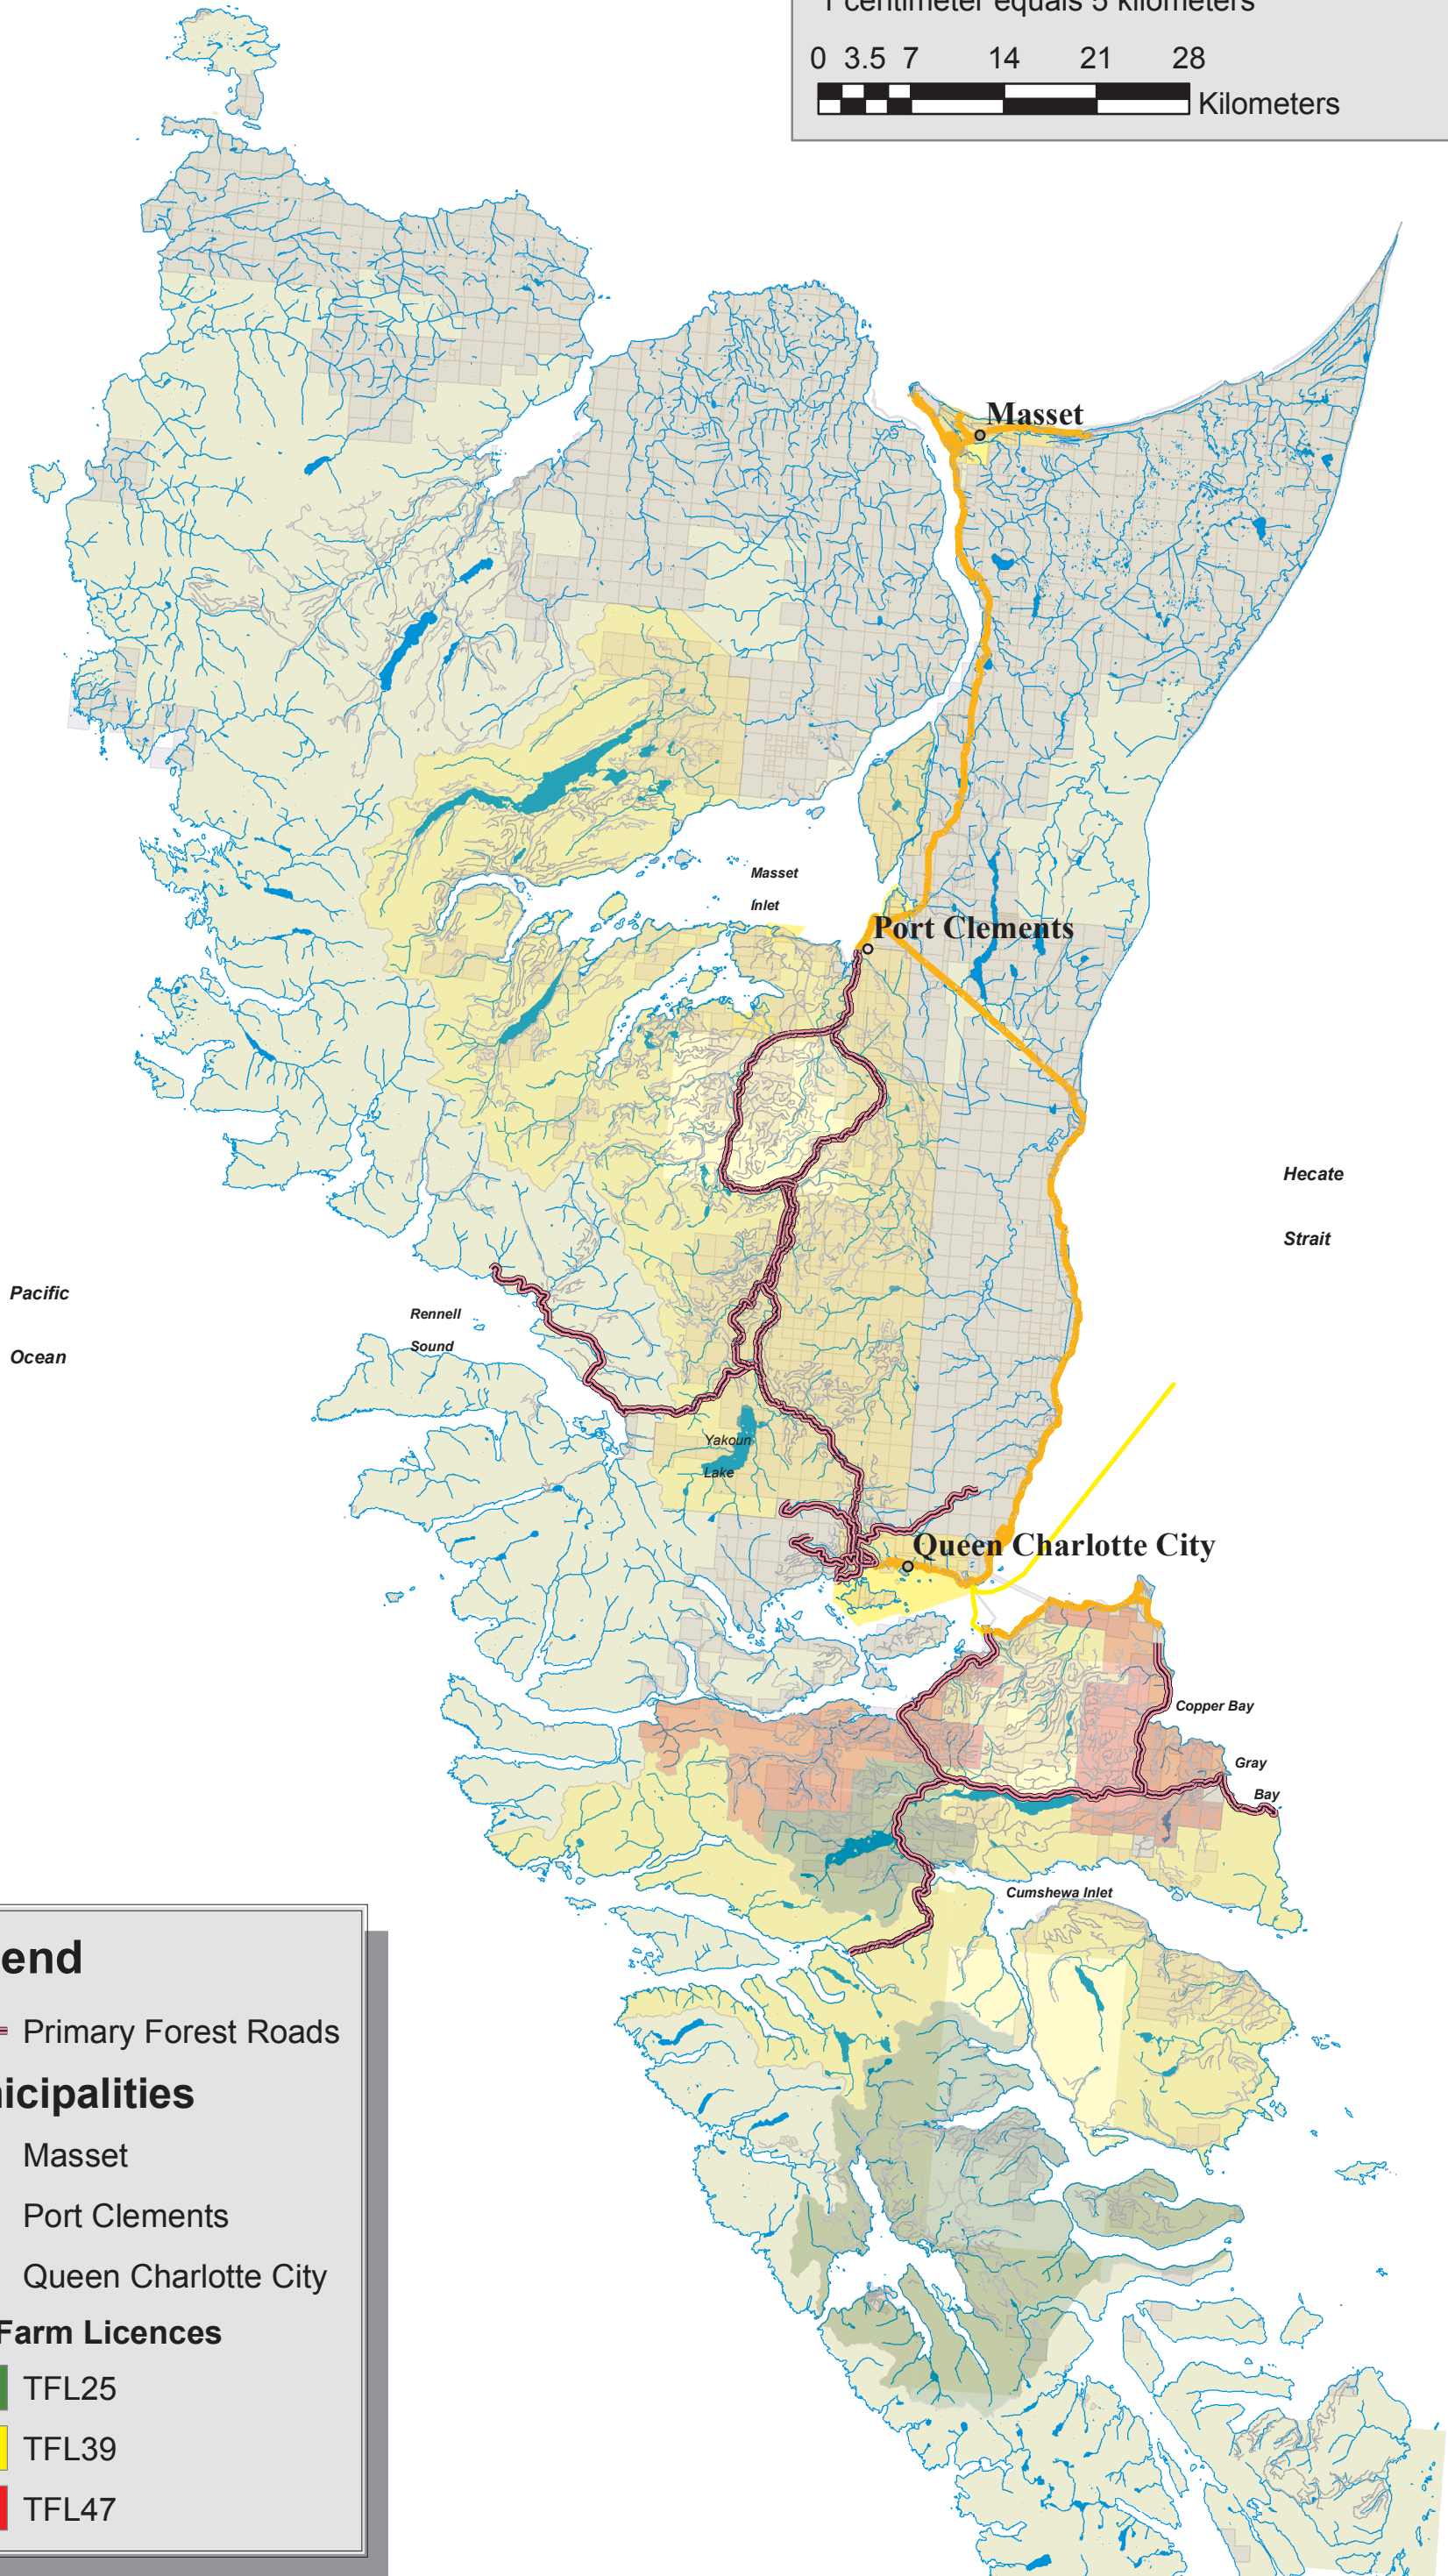 1 centimeter equals 5 kilometers
0 3.5 7 14 21 28
Kilometers
Masset
Masset
Inlet
Port Clements
Hecate
Strait
Pacific
Ocean
Rennell
Sound
Yakoun
Lake
Queen Charlotte City
Copper Bay
Gray
Bay
Cumshewa Inlet
end
Primary Forest Roads
icipalities
Masset
Port Clements
Queen Charlotte City
Farm Licences
TFL25
TFL39
TFL47